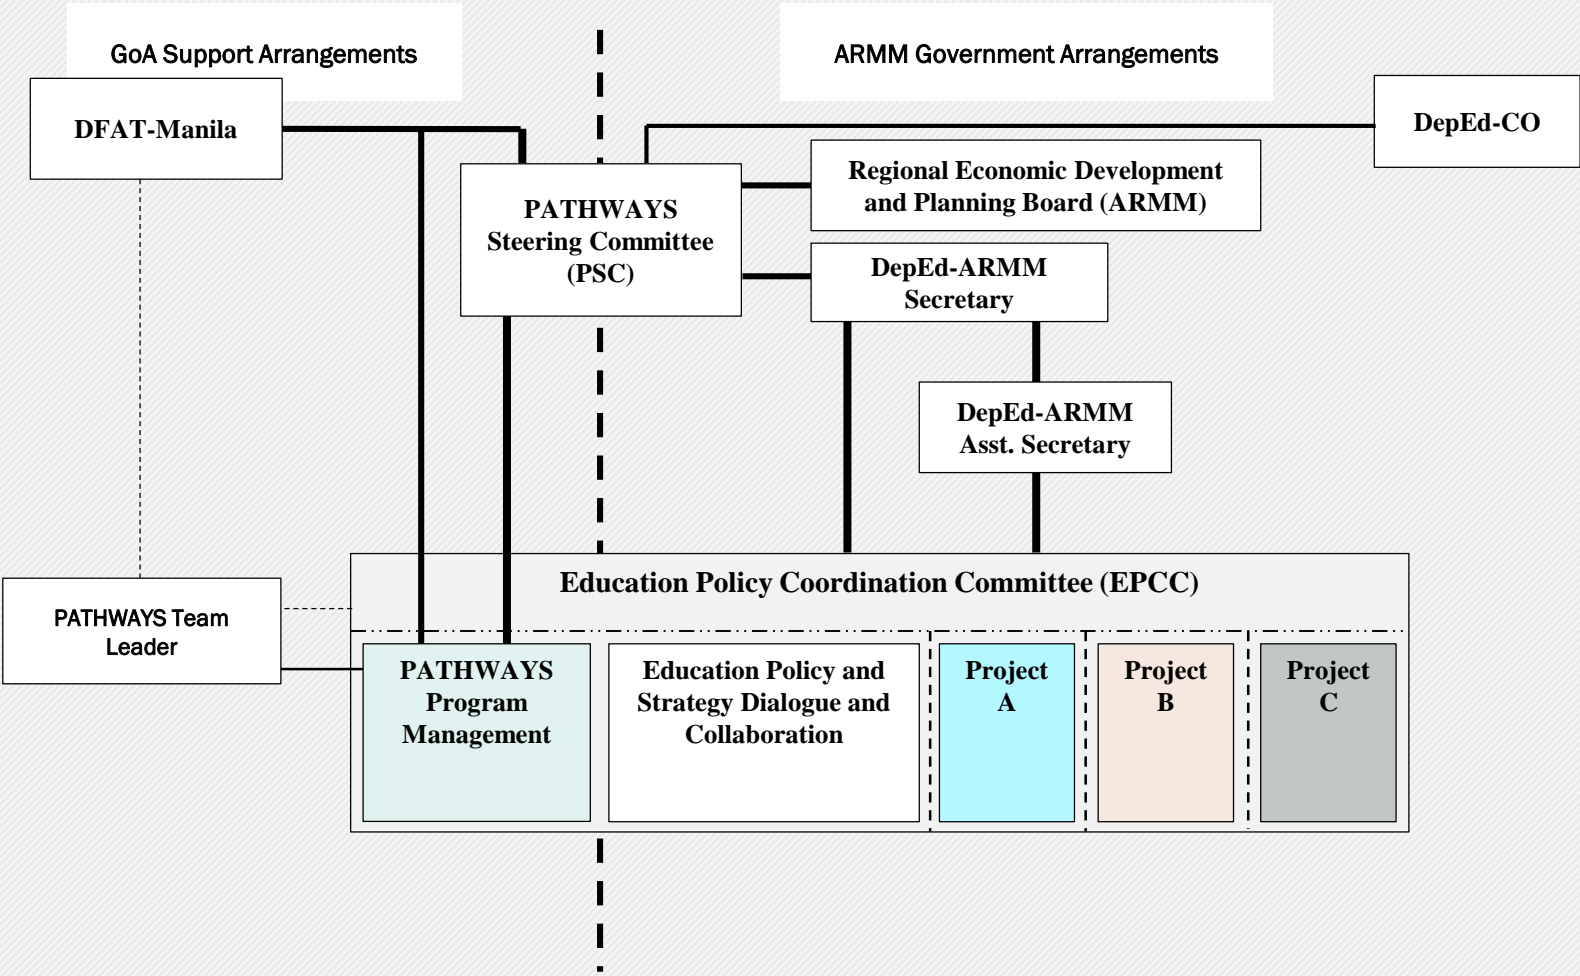 GoA Support Arrangements
ARMM Government Arrangements
DFAT-Manila
DepEd-CO
Regional Economic Development
and Planning Board (ARMM)
PATHWAYS
Steering Committee
(PSC)
DepEd-ARMM
Secretary
DepEd-ARMM
Asst. Secretary
Education Policy Coordination Committee (EPCC)
PATHWAYS Team
Leader
PATHWAYS
Program
Management
Education Policy and
Strategy Dialogue and
Collaboration
Project
A
Project
B
Project
C